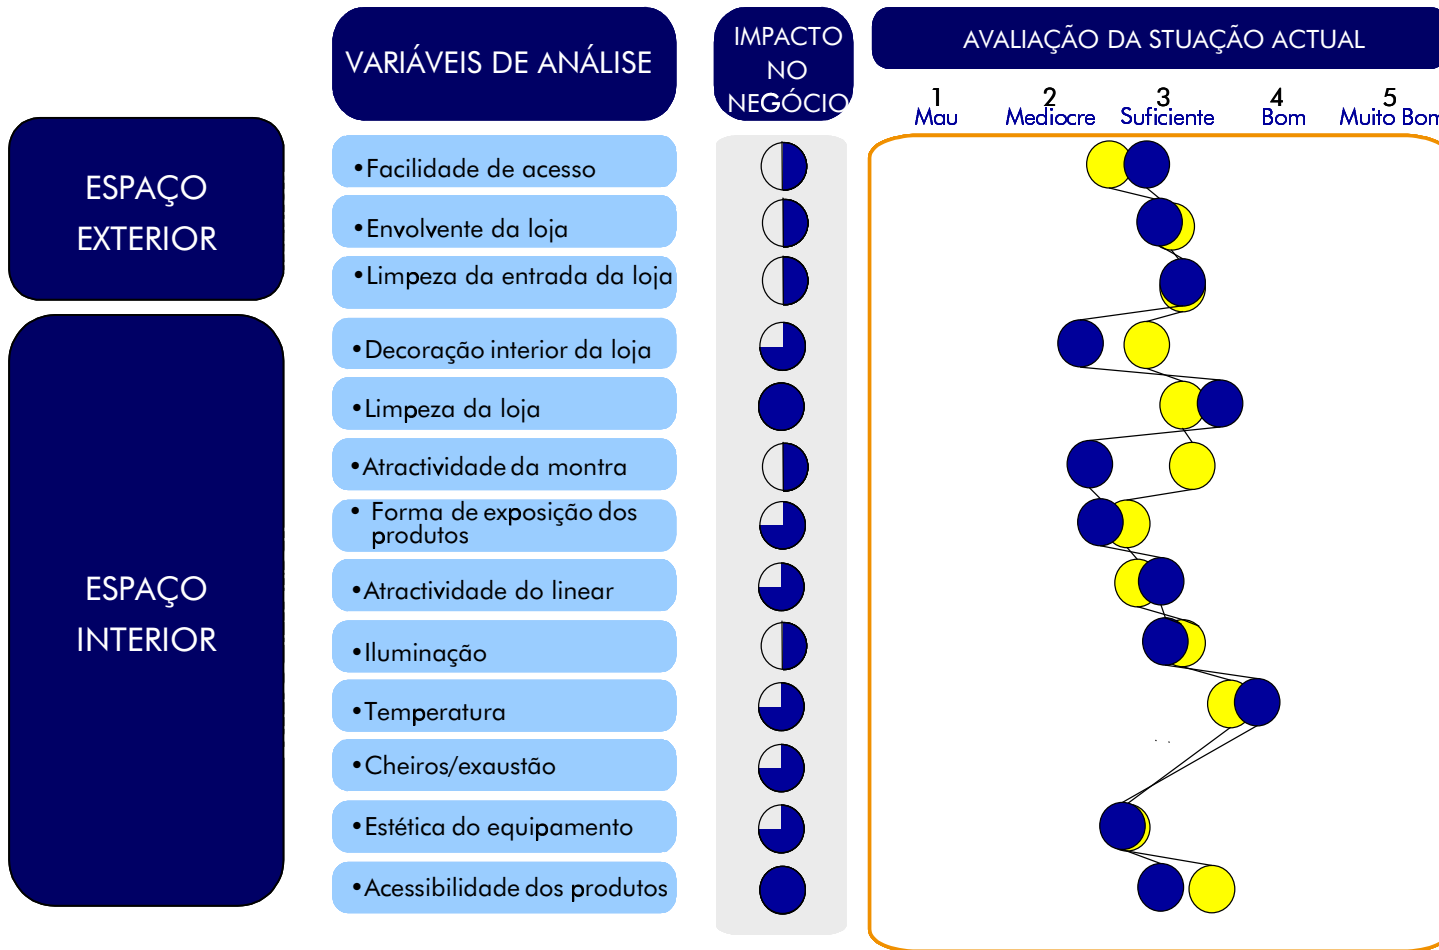 VARIÁVEIS DE ANÁLISE
IMPACTO
NO
NEGÓCIO
AVALIAÇÃO DA STUAÇÃO ACTUAL
1 2 3 4 5
Mau Mediocre Suficiente Bom Muito Bom
ESPAÇO
EXTERIOR
•Facilidade de acesso
•Envolvente da loja
•Limpeza da entrada da loja
ESPAÇO
INTERIOR
•Decoração interior da loja
•Limpeza da loja
•Atractividade da montra
• Forma de exposição dos
produtos
•Atractividade do linear
•Iluminação
•Temperatura
•Cheiros/exaustão
•Estética do equipamento
•Acessibilidade dos produtos